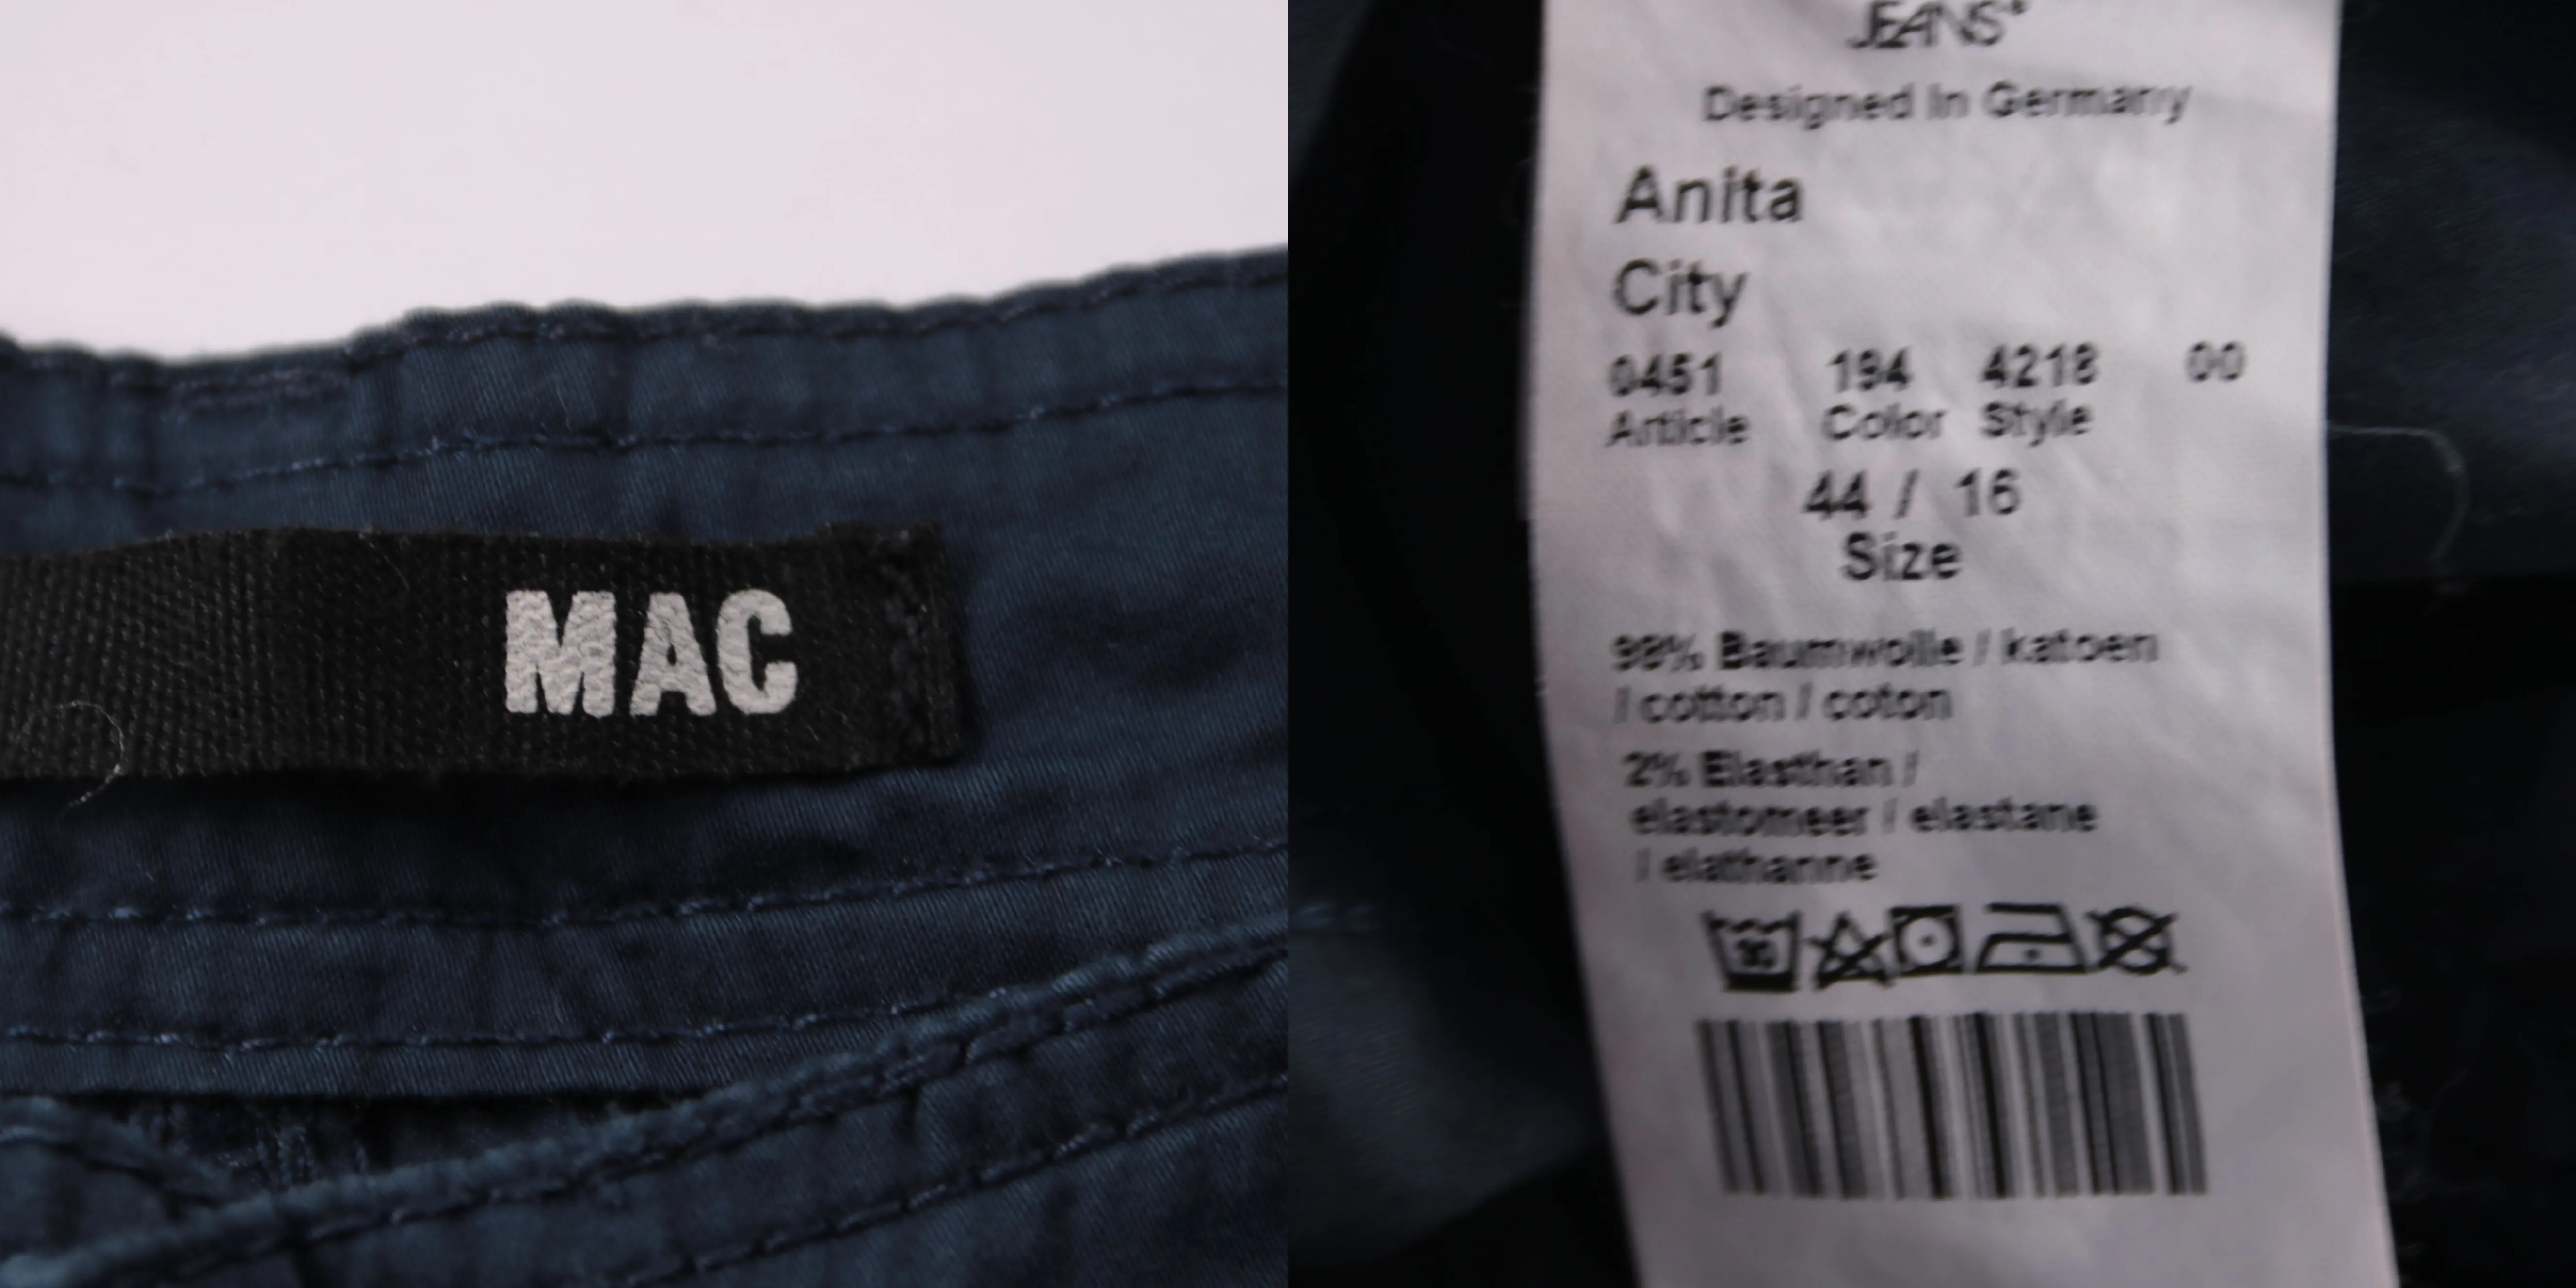 MAC
JEANS®
Designed In Germany
Anita
City
0451 194 4218 00
Article Color Style
44 / 16
Size
98% Baumwolle / katoen
/ cotton / coton
2% Elasthan /
elastomeer / elastane
/ elathanne
30